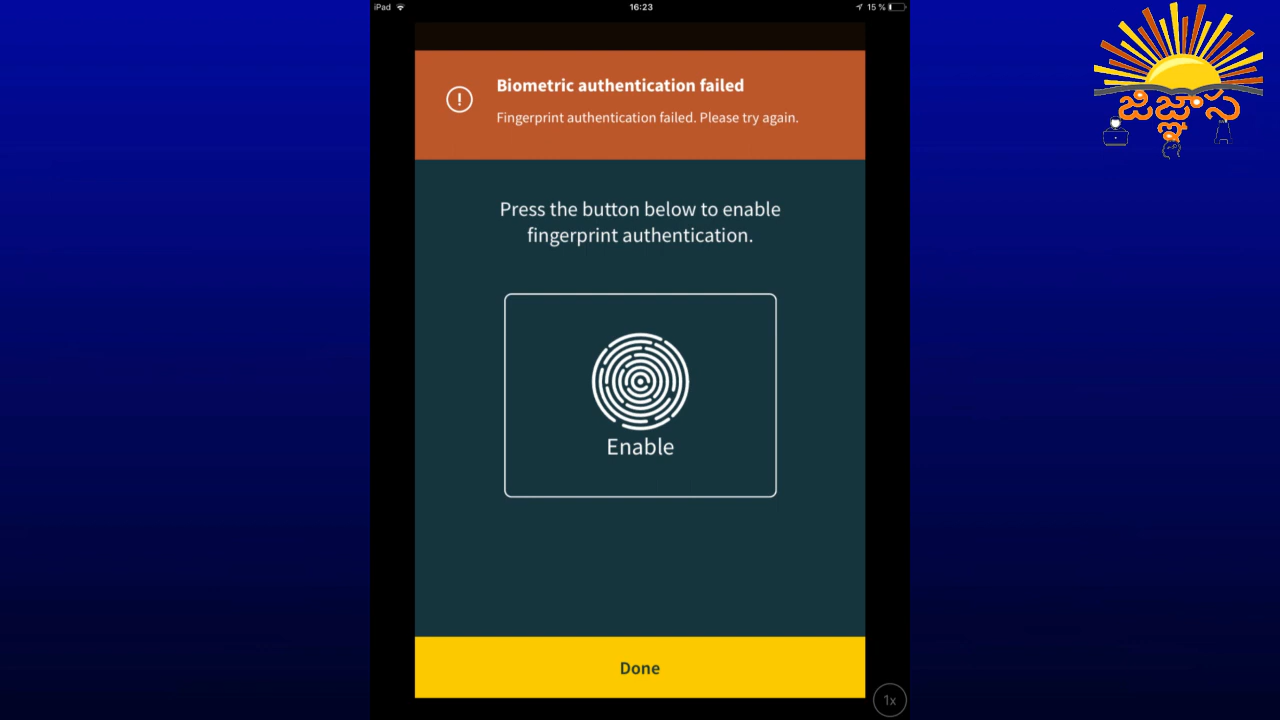 iPad 16:23 15 %
Biometric authentication failed
Fingerprint authentication failed. Please try again.
Press the button below to enable
fingerprint authentication.
Enable
Done
1x
జిజ్ఞాస